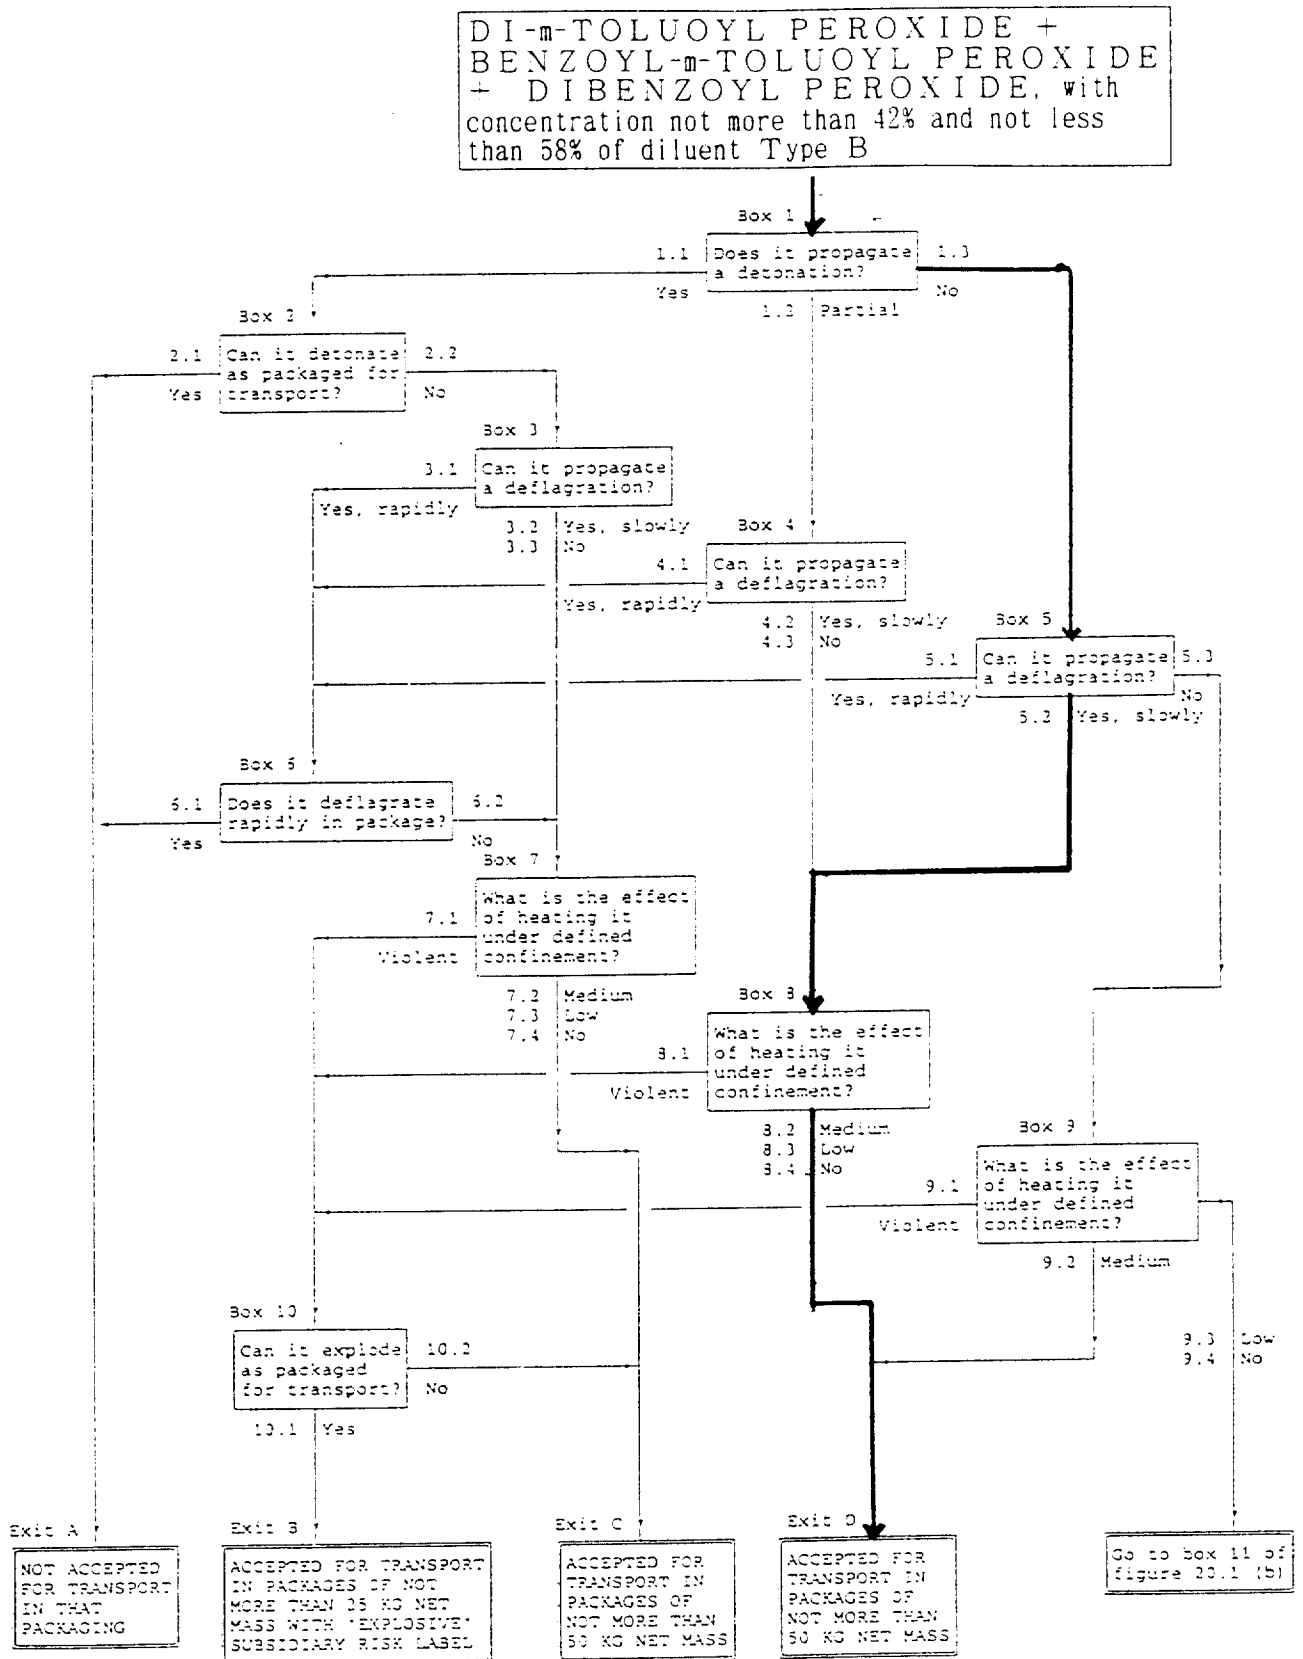 DI-m-TOLUOYL PEROXIDE +
BENZOYL-m-TOLUOYL PEROXIDE
+ DIBENZOYL PEROXIDE, with
concentration not more than 42% and not less
than 58% of diluent Type B
Box 1
1.1
Does it propagate
a detonation?
1.3
Yes
No
1.2 Partial
Box 2
2.1
Can it detonate
as packaged for
transport?
2.2
Yes
No
Box 3
3.1
Can it propagate
a deflagration?
Yes, rapidly
3.2 Yes, slowly
3.3 No
Box 4
4.1
Can it propagate
a deflagration?
Yes, rapidly
4.2 Yes, slowly
4.3 No
Box 5
5.1
Can it propagate
a deflagration?
5.3
Yes, rapidly
No
5.2 Yes, slowly
Box 6
6.1
Does it deflagrate
rapidly in package?
6.2
Yes
No
Box 7
7.1
What is the effect
of heating it
under defined
confinement?
Violent
7.2 Medium
7.3 Low
7.4 No
Box 8
8.1
What is the effect
of heating it
under defined
confinement?
Violent
8.2 Medium
8.3 Low
8.4 No
Box 9
9.1
What is the effect
of heating it
under defined
confinement?
Violent
9.2 Medium
9.3 Low
9.4 No
Box 10
Can it explode
as packaged
for transport?
10.2
No
10.1 Yes
Exit A
NOT ACCEPTED
FOR TRANSPORT
IN THAT
PACKAGING
Exit B
ACCEPTED FOR TRANSPORT
IN PACKAGES OF NOT
MORE THAN 25 KG NET
MASS WITH "EXPLOSIVE"
SUBSIDIARY RISK LABEL
Exit C
ACCEPTED FOR
TRANSPORT IN
PACKAGES OF
NOT MORE THAN
50 KG NET MASS
Exit D
ACCEPTED FOR
TRANSPORT IN
PACKAGES OF
NOT MORE THAN
50 KG NET MASS
Go to box 11 of
figure 20.1 (b)